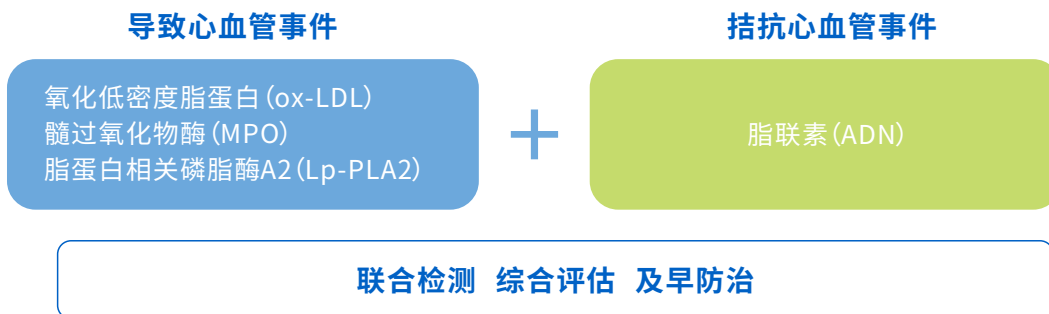 导致心血管事件
拮抗心血管事件
氧化低密度脂蛋白(ox-LDL)
髓过氧化物酶(MPO)
脂蛋白相关磷脂酶A2(Lp-PLA2)
+
脂联素(ADN)
联合检测 综合评估 及早防治